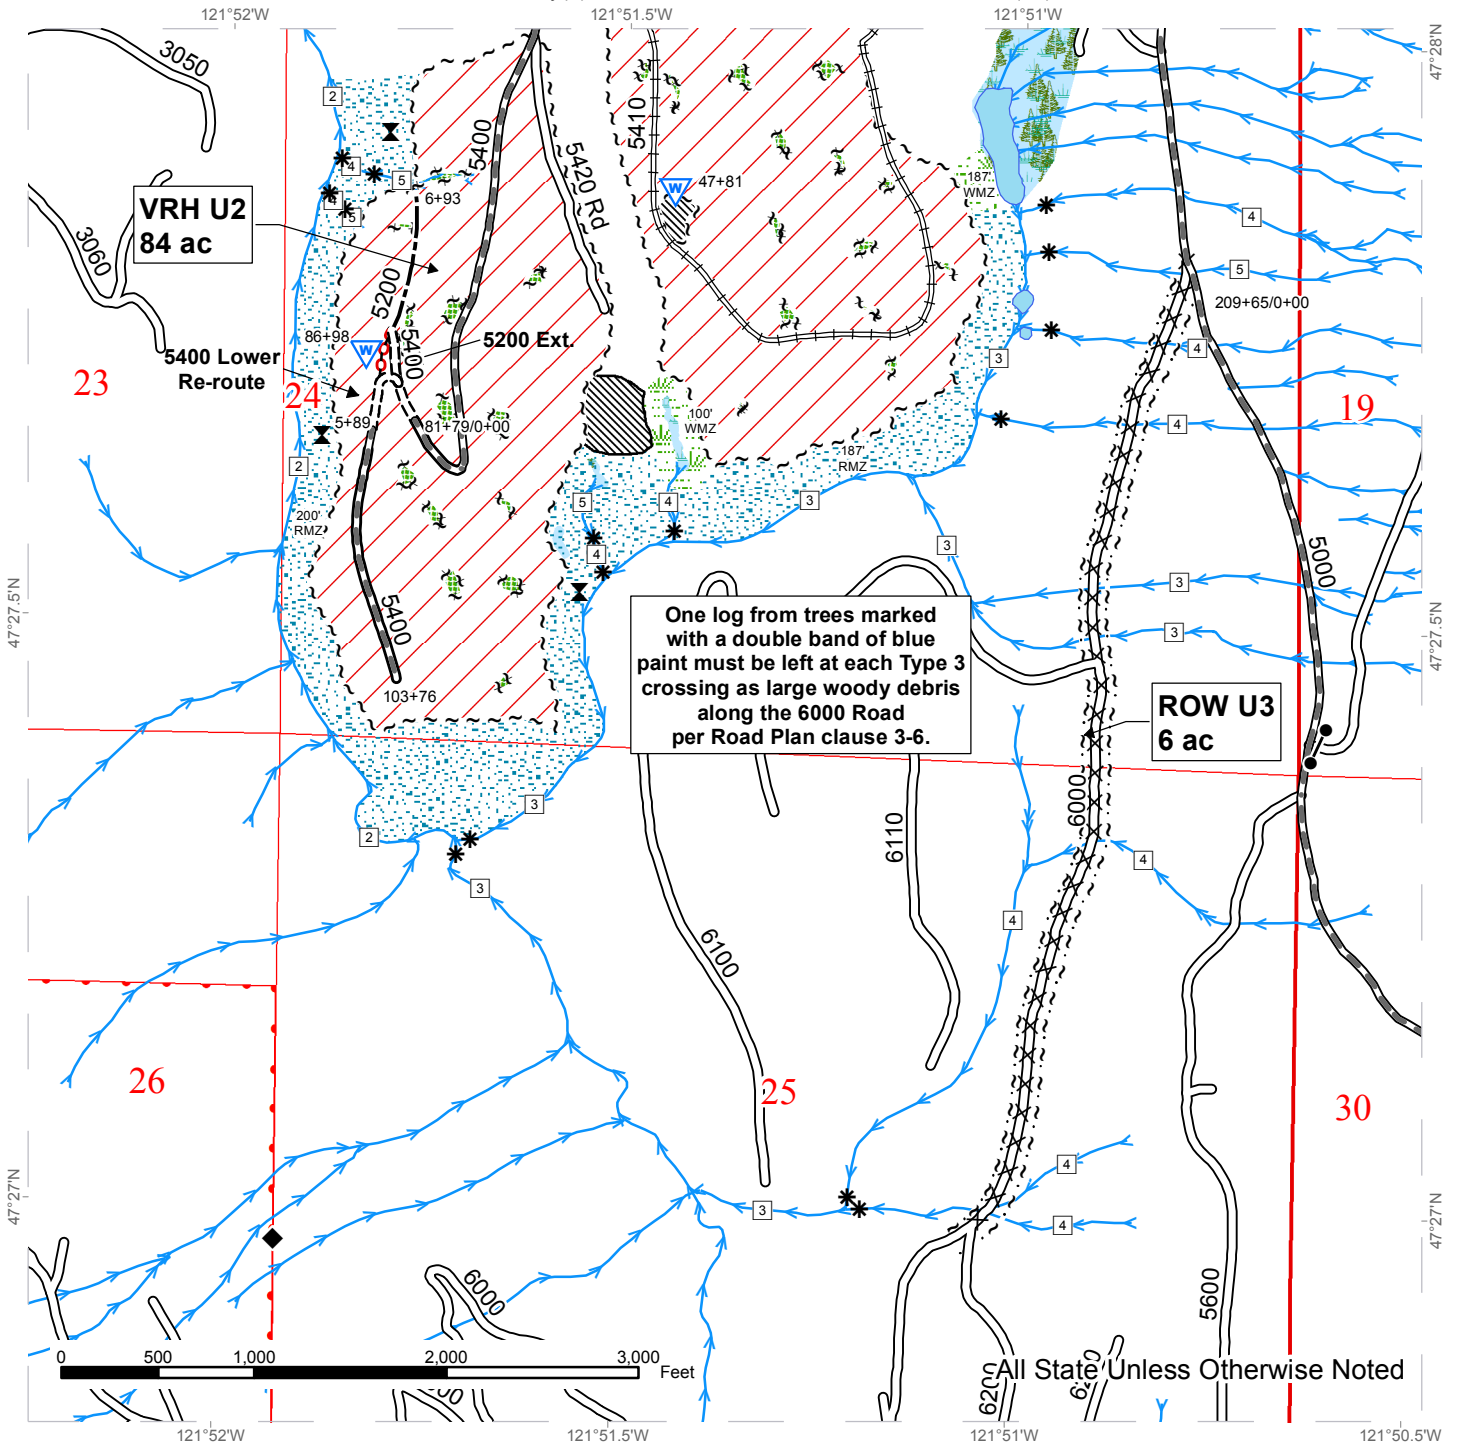 121°52'W
121°51.5'W
121°51'W
47°28'N
3050
2
4
5
4
5
6+93
5400
5420 Rd
5410
W
47+81
187'
WMZ
VRH U2
84 ac
3060
4
5
209+65/0+00
5200
86+98
W
5400
5200 Ext.
5400 Lower
Re-route
3
4
23
24
19
5+89
81+79/0+00
100'
WMZ
4
187'
RMZ
2
200'
RMZ
5
4
3
4
3
5000
3
47°27.5'N
47°27.5'N
5400
3
One log from trees marked
with a double band of blue
paint must be left at each Type 3
crossing as large woody debris
along the 6000 Road
per Road Plan clause 3-6.
103+76
ROW U3
6 ac
6000
3
2
6110
4
3
4
6100
26
25
30
4
47°27'N
47°27'N
3
4
6000
5600
0
500
1,000
2,000
3,000
Feet
6200
All State Unless Otherwise Noted
121°52'W
121°51.5'W
121°51'W
121°50.5'W